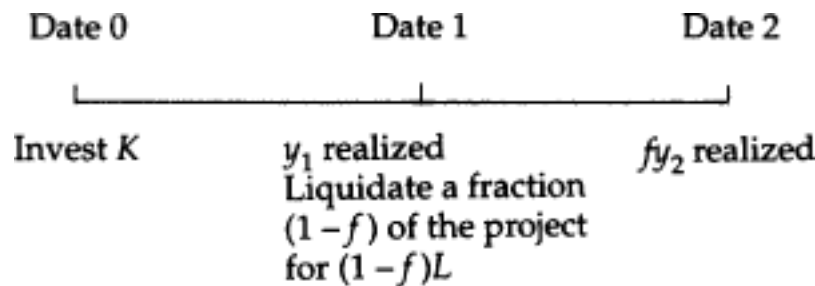 Date 0 Date 1 Date 2
Invest K y₁ realized fy₂ realized
Liquidate a fraction
(1 – f) of the project
for (1 – f)L